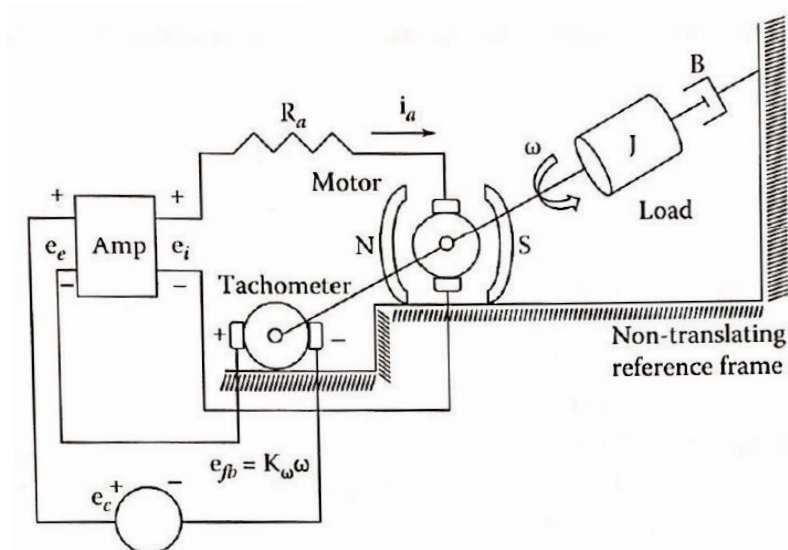 B
R_a
i_a
J
ω
Motor
Load
+
+
e_e
Amp
e_i
N
S
−
−
Tachometer
+
−
Non-translating
reference frame
e_fb = K_ω ω
e_c
+
−